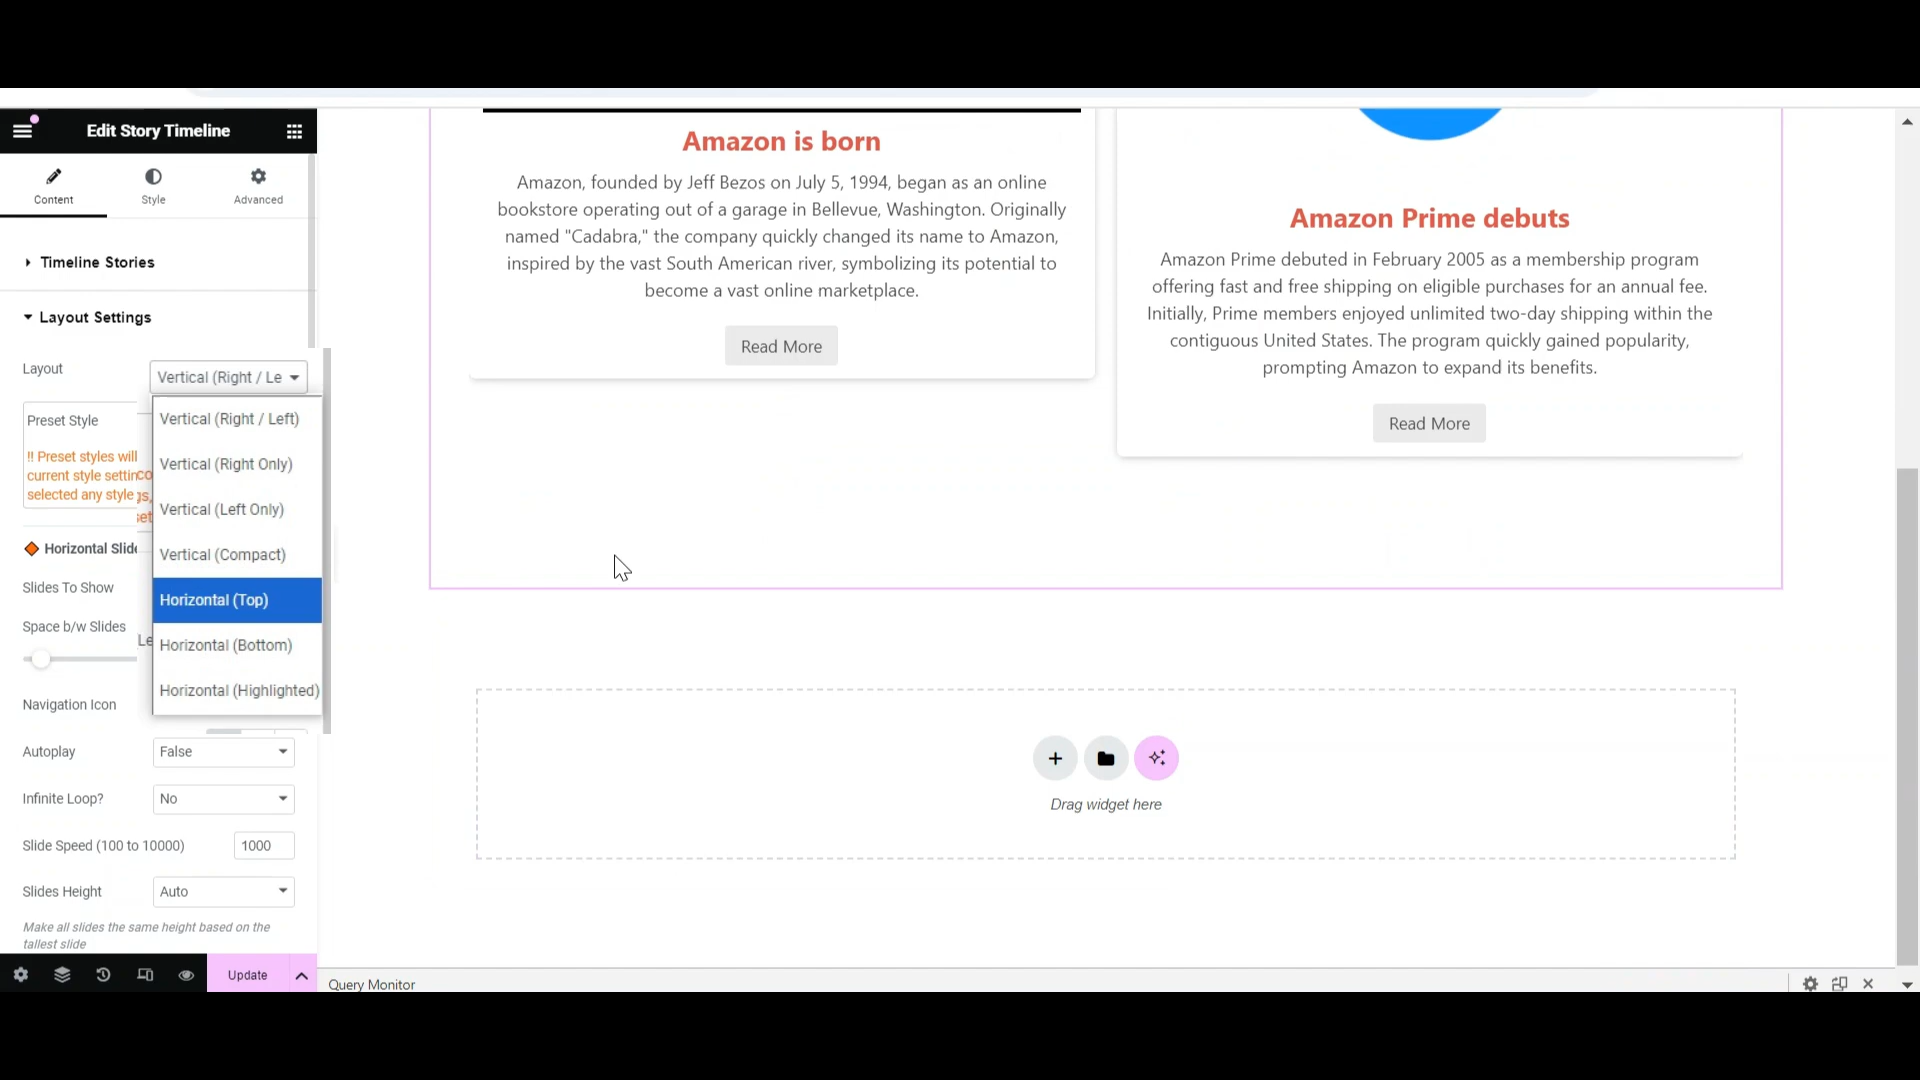 Edit Story Timeline
Content
Style
Advanced
Timeline Stories
Layout Settings
Layout
Vertical (Right / Le
Preset Style
!! Preset styles will
current style settin
selected any style
Vertical (Right / Left)
Vertical (Right Only)
Vertical (Left Only)
Vertical (Compact)
Horizontal (Top)
Horizontal (Bottom)
Horizontal (Highlighted)
Horizontal Slid
Slides To Show
Space b/w Slides
Navigation Icon
Autoplay
False
Infinite Loop?
No
Slide Speed (100 to 10000)
1000
Slides Height
Auto
Make all slides the same height based on the
tallest slide
Update
Amazon is born
Amazon, founded by Jeff Bezos on July 5, 1994, began as an online
bookstore operating out of a garage in Bellevue, Washington. Originally
named "Cadabra," the company quickly changed its name to Amazon,
inspired by the vast South American river, symbolizing its potential to
become a vast online marketplace.
Read More
Amazon Prime debuts
Amazon Prime debuted in February 2005 as a membership program
offering fast and free shipping on eligible purchases for an annual fee.
Initially, Prime members enjoyed unlimited two-day shipping within the
contiguous United States. The program quickly gained popularity,
prompting Amazon to expand its benefits.
Read More
Drag widget here
Query Monitor